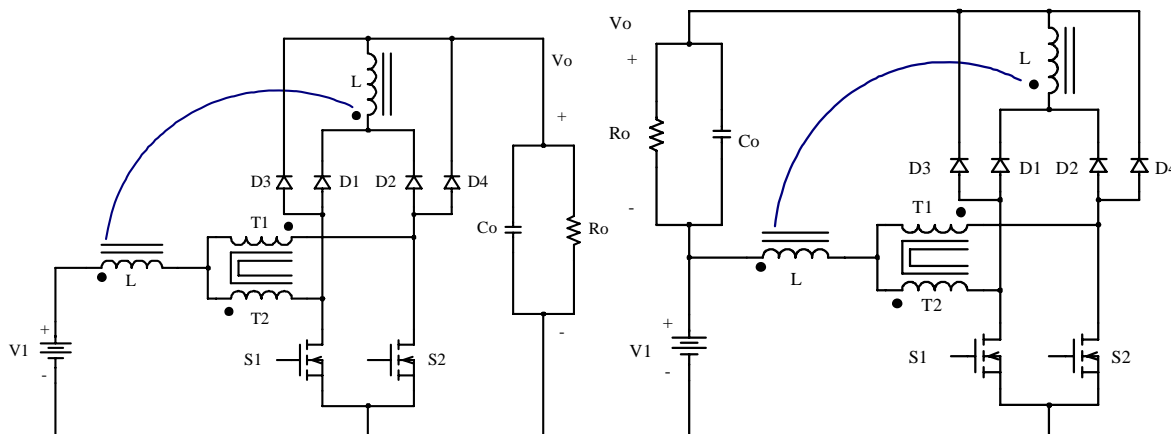 Vo
L
+
D3
D1
D2
D4
T1
Co
Ro
L
T2
+
V1
-
S1
S2
-
Vo
+
L
Ro
Co
D3
D1
D2
D4
-
T1
L
T2
+
V1
-
S1
S2